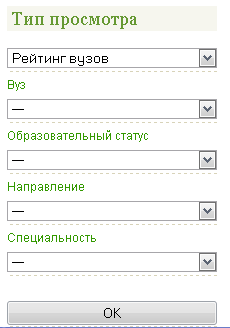 Тип просмотра
Рейтинг вузов
Вуз
—
Образовательный статус
—
Направление
—
Специальность
—
OK